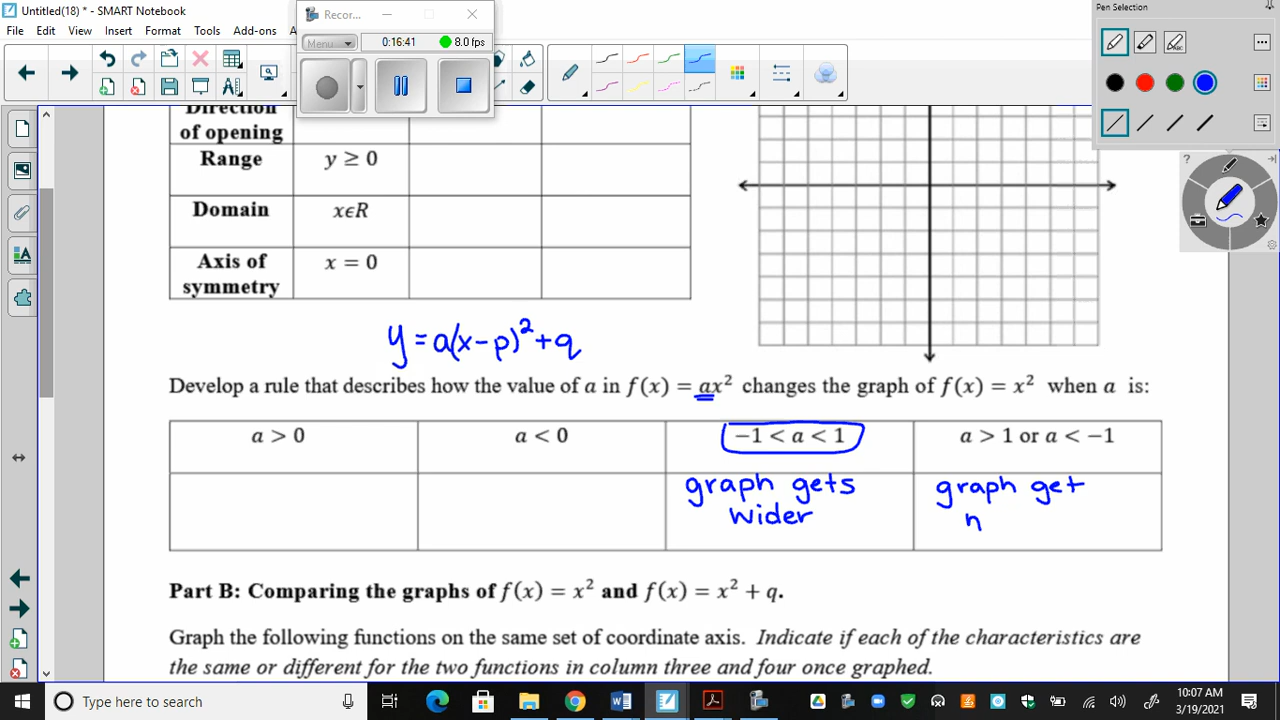 Untitled(18) * - SMART Notebook
Recor...
Pen Selection
File Edit View Insert Format Tools Add-ons
Menu
0:16:41
8.0 fps
Direction
of opening
Range y ≥ 0
Domain xϵR
Axis of
symmetry
x = 0
y = a(x-p)² + q
Develop a rule that describes how the value of a in f(x) = ax² changes the graph of f(x) = x² when a is:
a > 0 a < 0 −1 < a < 1 a > 1 or a < −1
graph gets
wider
graph get
n
Part B: Comparing the graphs of f(x) = x² and f(x) = x² + q.
Graph the following functions on the same set of coordinate axis. Indicate if each of the characteristics are
the same or different for the two functions in column three and four once graphed.
Type here to search
10:07 AM
3/19/2021